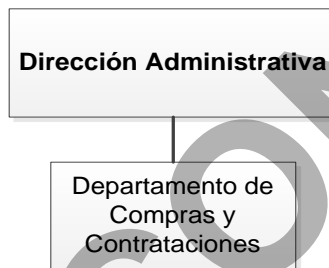 Dirección Administrativa
Departamento de
Compras y
Contrataciones